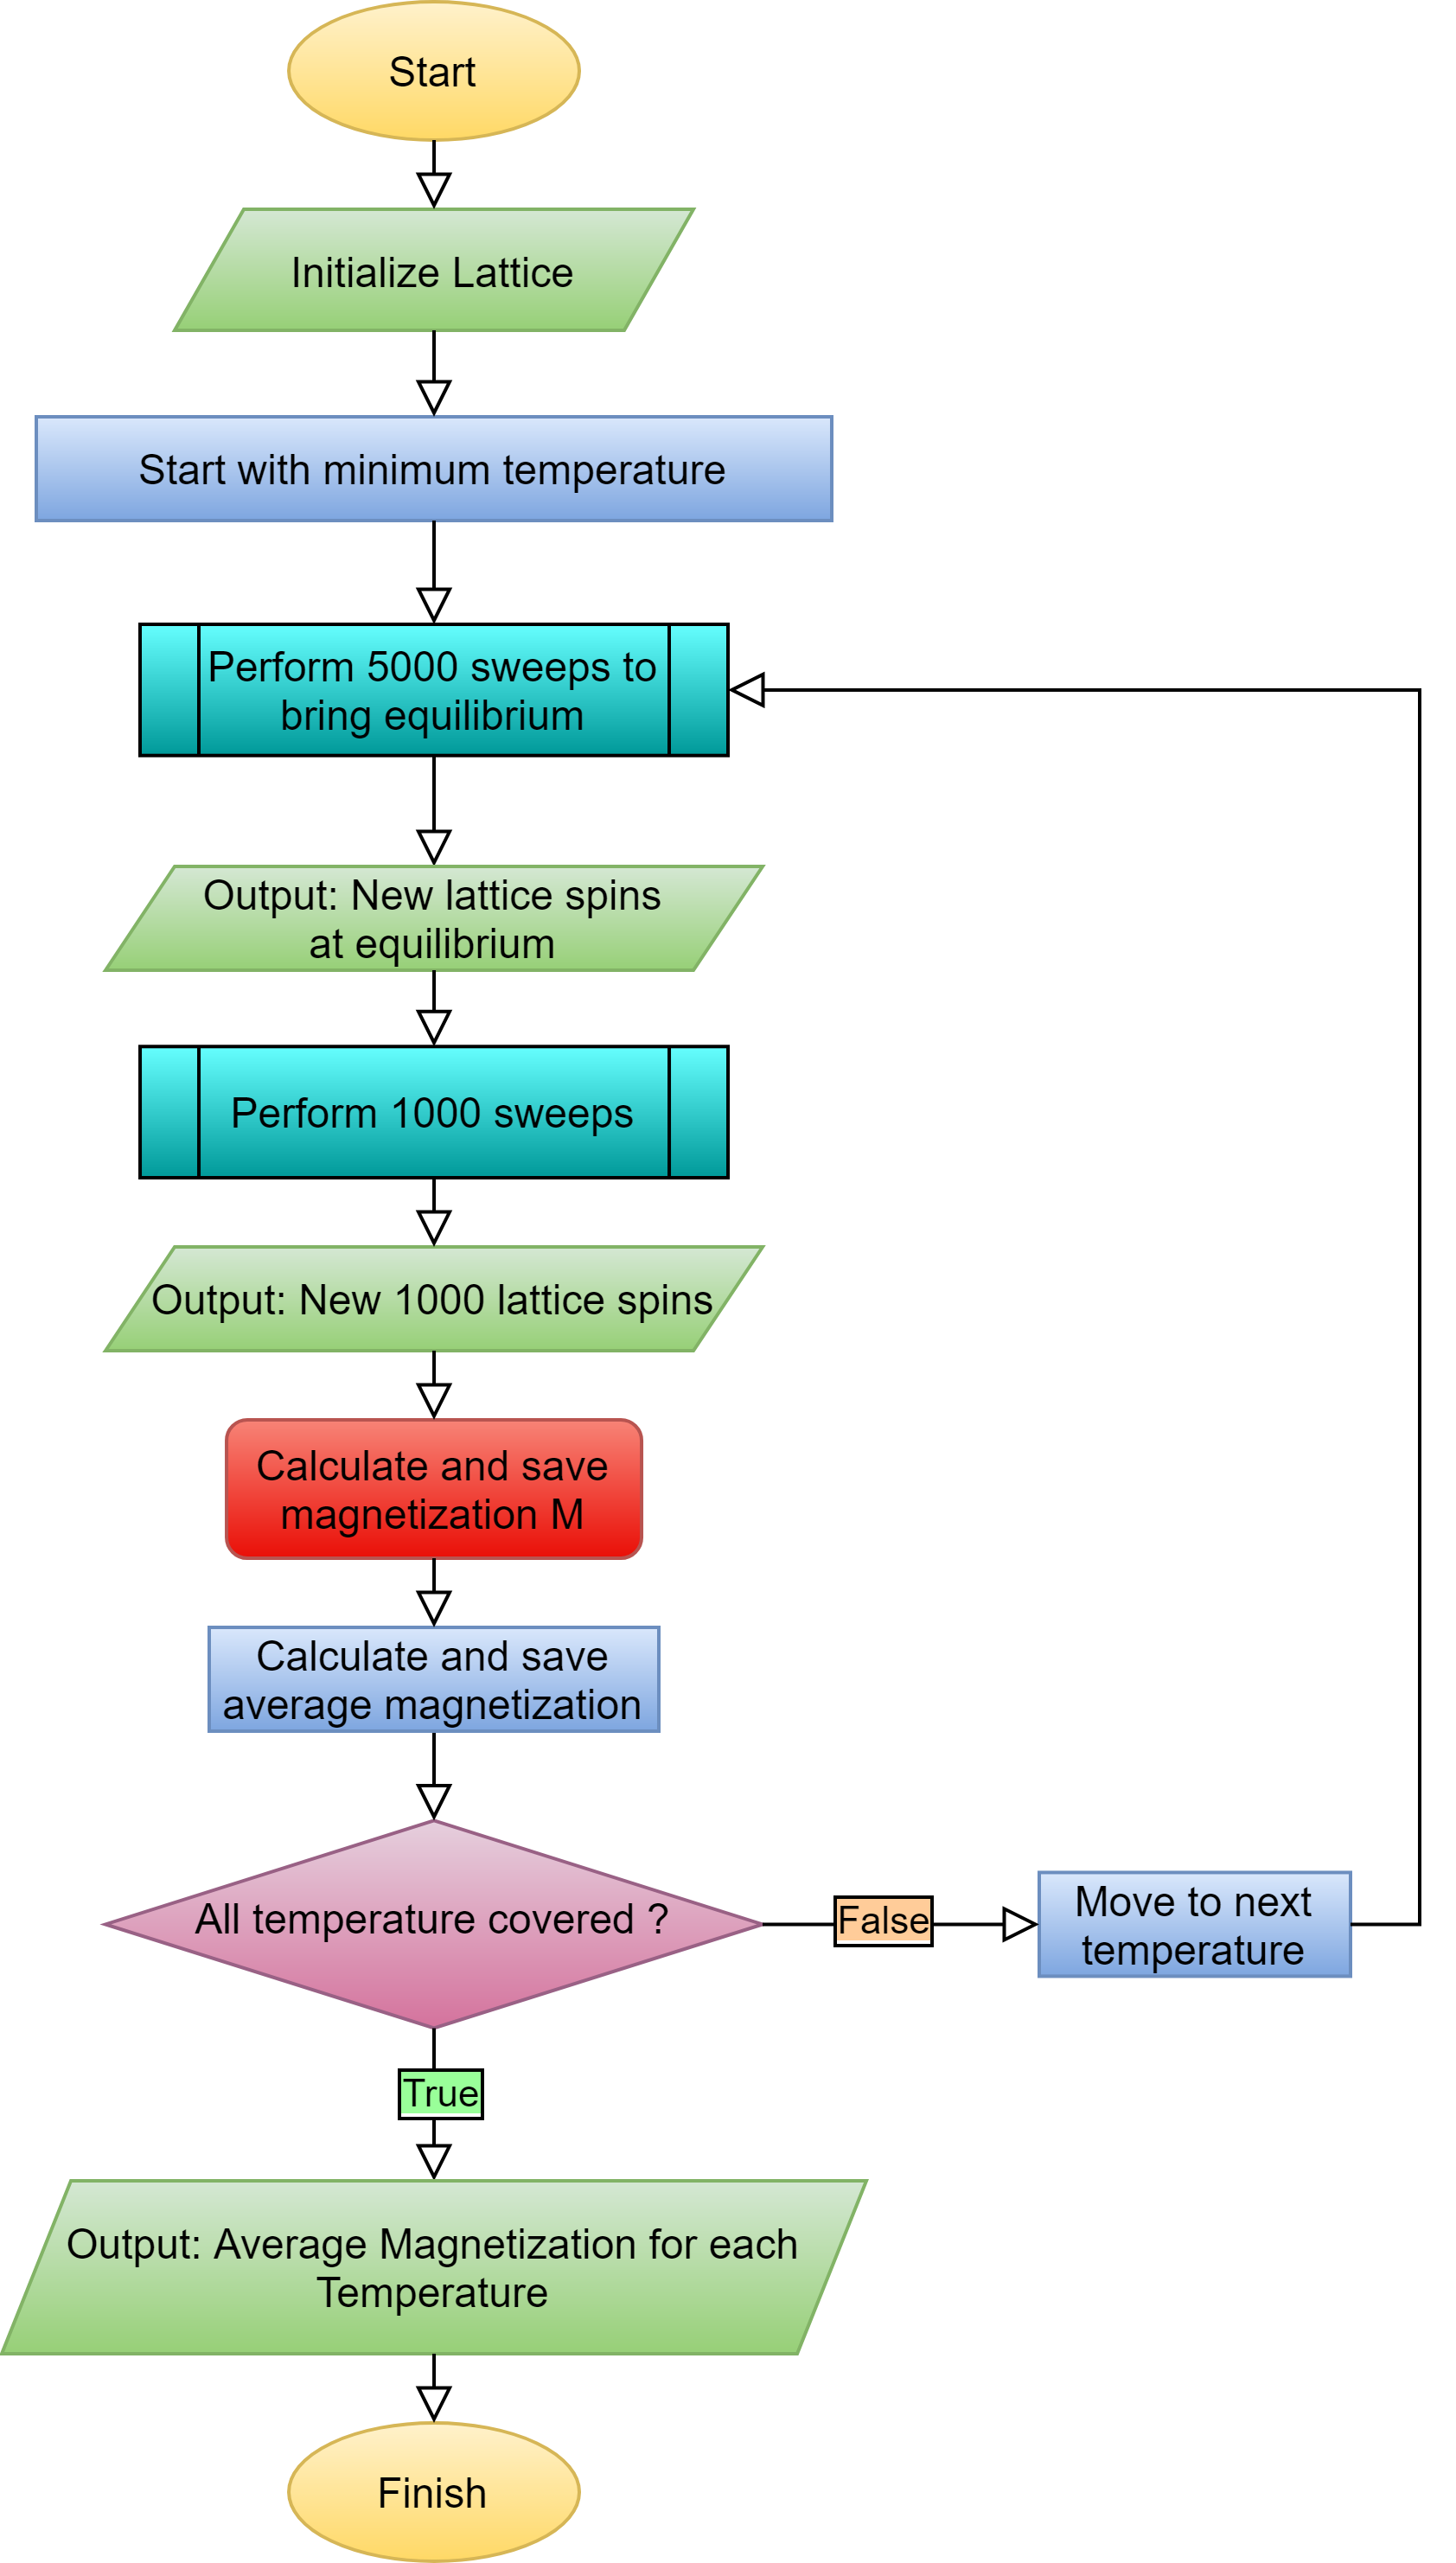 Start
Initialize Lattice
Start with minimum temperature
Perform 5000 sweeps to
bring equilibrium
Output: New lattice spins
at equilibrium
Perform 1000 sweeps
Output: New 1000 lattice spins
Calculate and save
magnetization M
Calculate and save
average magnetization
All temperature covered ?
False
Move to next
temperature
True
Output: Average Magnetization for each
Temperature
Finish